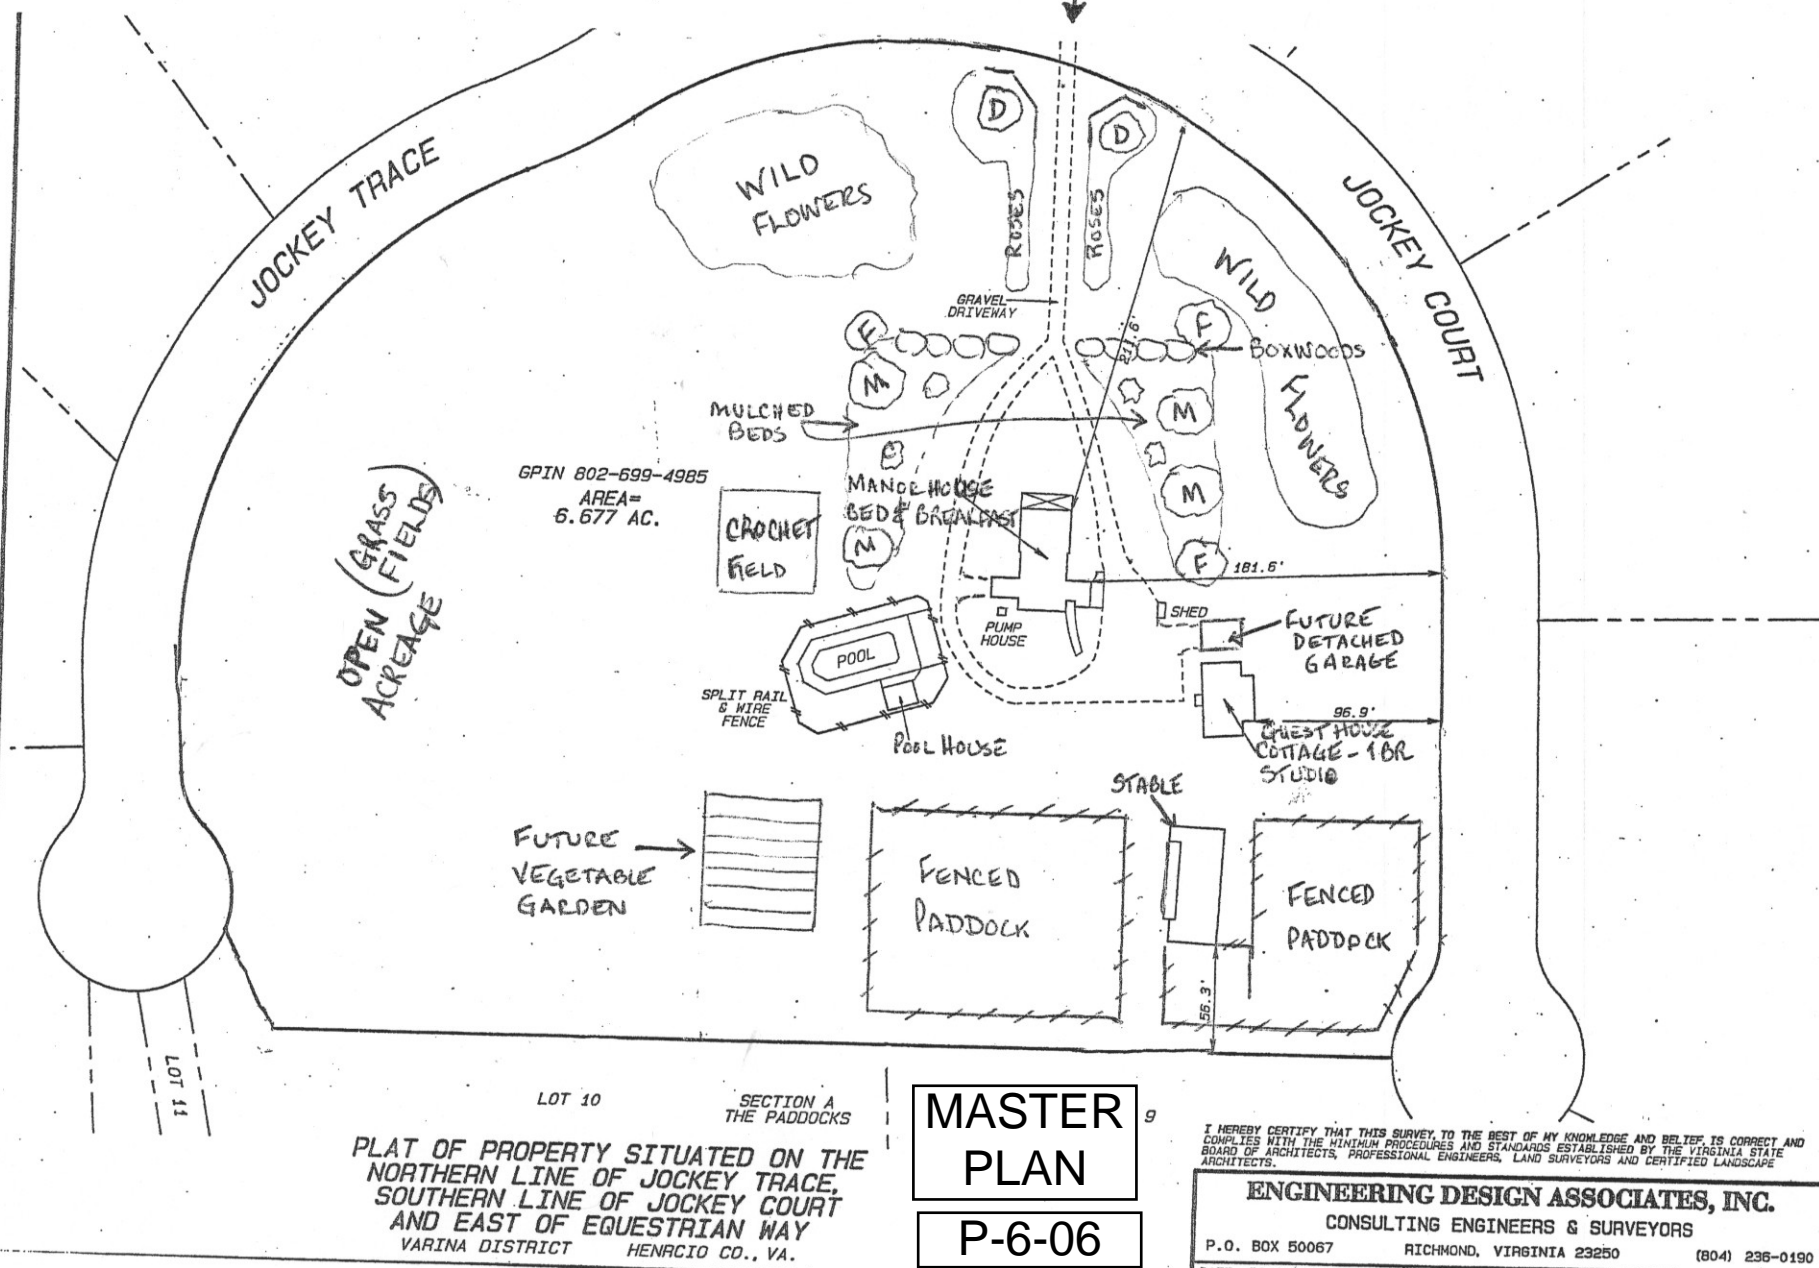 JOCKEY TRACE
JOCKEY COURT
WILD
FLOWERS
D
D
ROSES
ROSES
WILD
FLOWERS
GRAVEL
DRIVEWAY
211.6'
F
F
BOXWOODS
M
M
MULCHED
BEDS
GPIN 802-699-4985
AREA=
6.677 AC.
OPEN (GRASS
FIELDS)
ACREAGE
MANOR HOUSE
BED & BREAKFAST
M
M
CROCHET
FIELD
F
181.6'
SHED
PUMP
HOUSE
FUTURE
DETACHED
GARAGE
POOL
SPLIT RAIL
& WIRE
FENCE
POOL HOUSE
96.9'
GUEST HOUSE
COTTAGE - 1BR
STUDIO
STABLE
FUTURE
VEGETABLE
GARDEN
FENCED
PADDOCK
FENCED
PADDOCK
56.3'
LOT 11
LOT 10
SECTION A
THE PADDOCKS
9
MASTER
PLAN
P-6-06
PLAT OF PROPERTY SITUATED ON THE
NORTHERN LINE OF JOCKEY TRACE,
SOUTHERN LINE OF JOCKEY COURT
AND EAST OF EQUESTRIAN WAY
VARINA DISTRICT HENRCIO CO., VA.
I HEREBY CERTIFY THAT THIS SURVEY, TO THE BEST OF MY KNOWLEDGE AND BELIEF, IS CORRECT AND
COMPLIES WITH THE MINIMUM PROCEDURES AND STANDARDS ESTABLISHED BY THE VIRGINIA STATE
BOARD OF ARCHITECTS, PROFESSIONAL ENGINEERS, LAND SURVEYORS AND CERTIFIED LANDSCAPE
ARCHITECTS.
ENGINEERING DESIGN ASSOCIATES, INC.
CONSULTING ENGINEERS & SURVEYORS
P.O. BOX 50067 RICHMOND, VIRGINIA 23250 (804) 236-0190